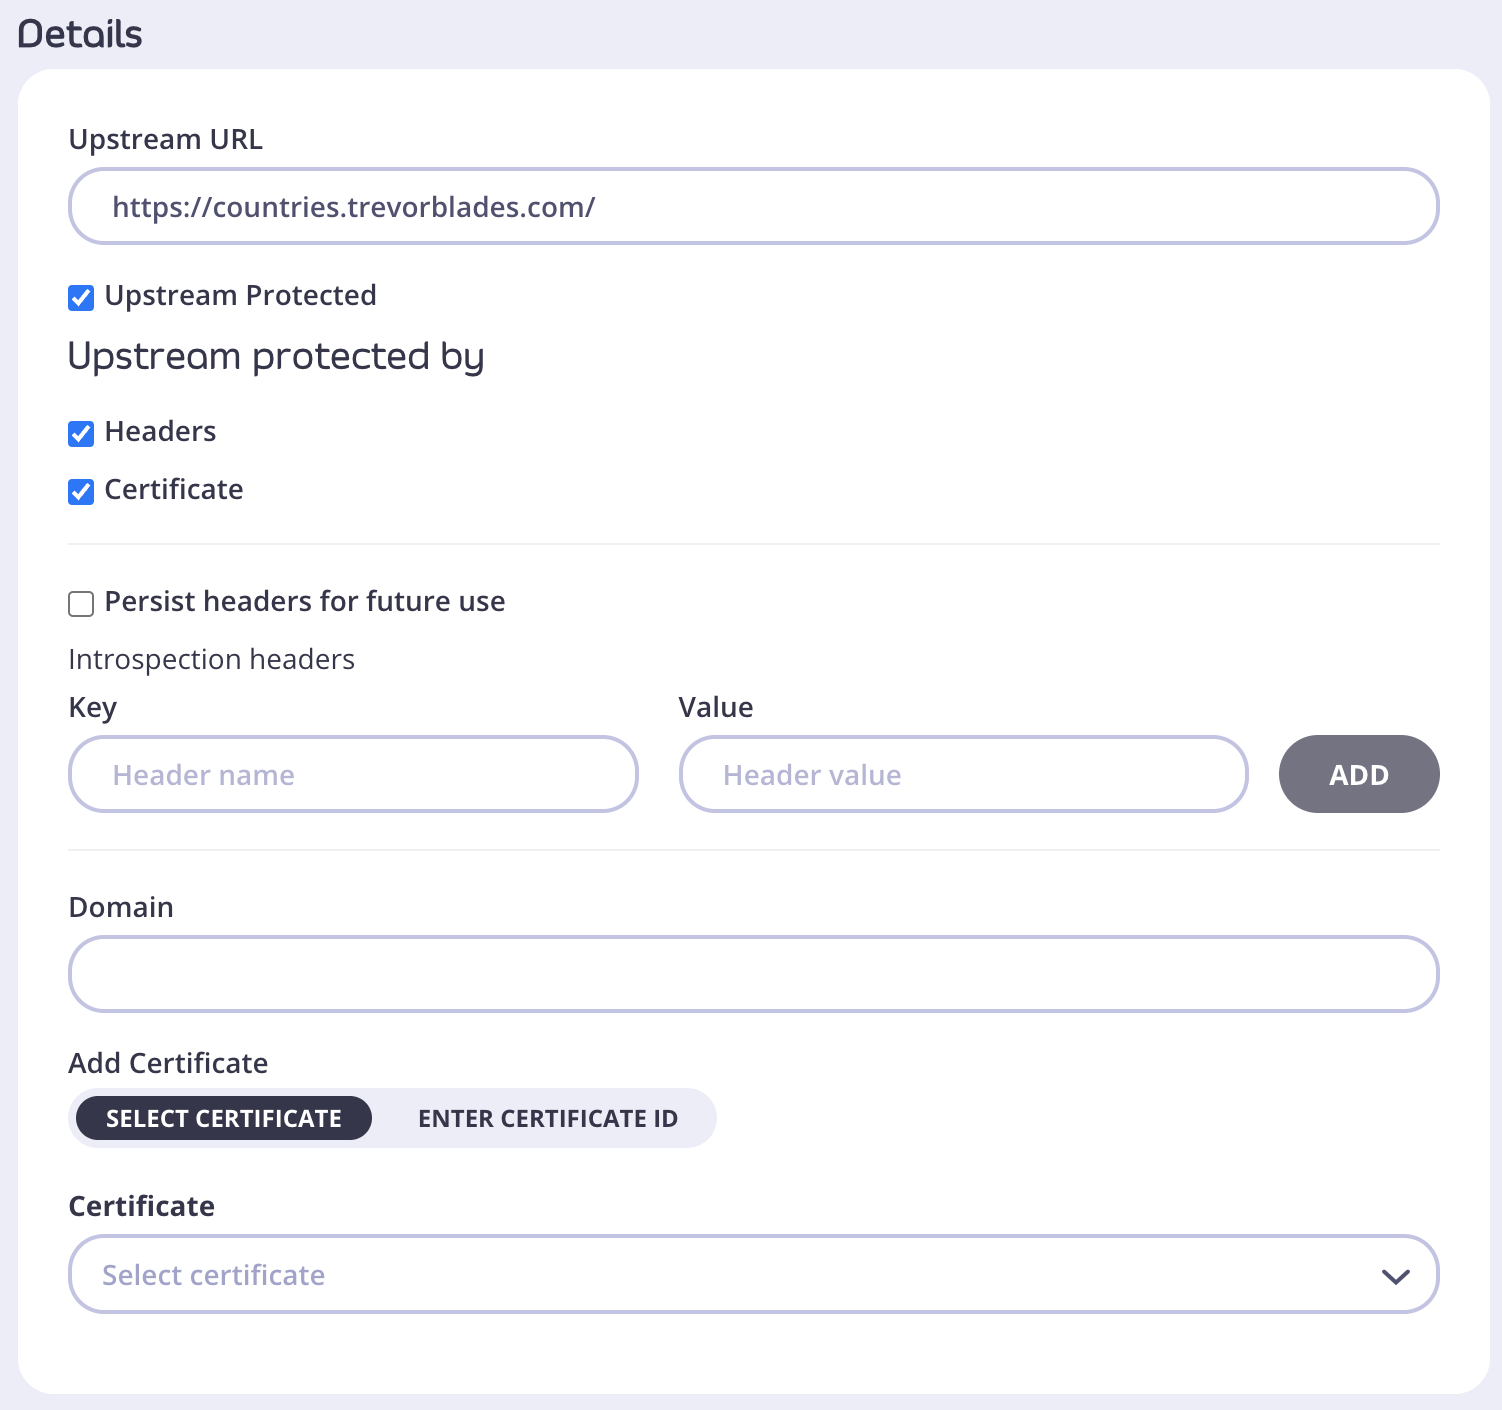 Details
Upstream URL
https://countries.trevorblades.com/
Upstream Protected
Upstream protected by
Headers
Certificate
Persist headers for future use
Introspection headers
Key Value
Header name Header value ADD
Domain
Add Certificate
SELECT CERTIFICATE ENTER CERTIFICATE ID
Certificate
Select certificate